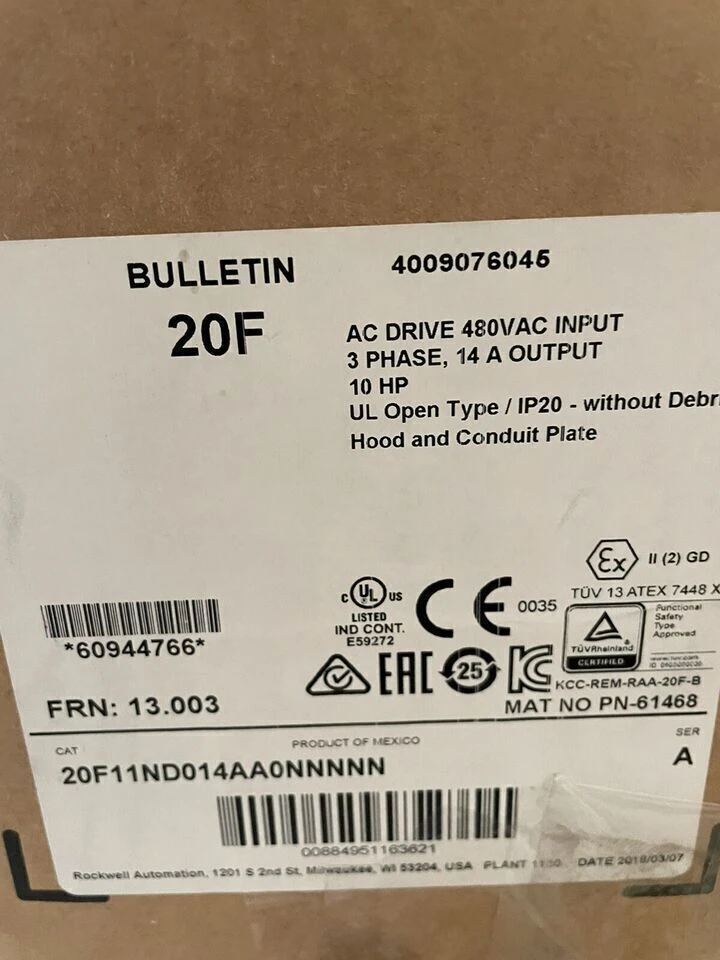 BULLETIN
4009076045
20F
AC DRIVE 480VAC INPUT
3 PHASE, 14 A OUTPUT
10 HP
UL Open Type / IP20 - without Debri
Hood and Conduit Plate
Ex II (2) GD
TÜV 13 ATEX 7448 X
*60944766*
c UL US
LISTED
IND CONT.
E59272
CE 0035
TÜVRheinland
CERTIFIED
Functional
Safety
Type
Approved
EAC 25
KCC-REM-RAA-20F-B
FRN: 13.003
MAT NO PN-61468
CAT
PRODUCT OF MEXICO
SER
20F11ND014AA0NNNNN
A
00884951163621
Rockwell Automation, 1201 S 2nd St, Milwaukee, WI 53204, USA PLANT DATE 2018/03/07